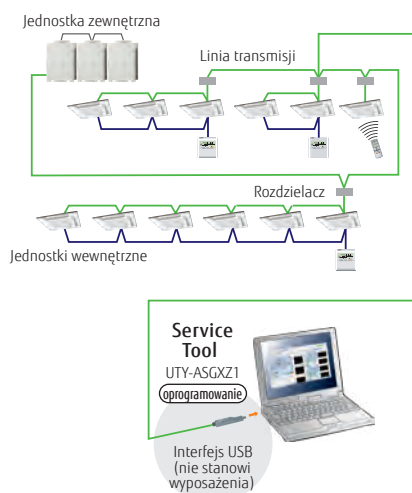 Jednostka zewnętrzna
Linia transmisji
Rozdzielacz
Jednostki wewnętrzne
Service
Tool
UTY-ASGXZ1
oprogramowanie
Interfejs USB
(nie stanowi
wyposażenia)